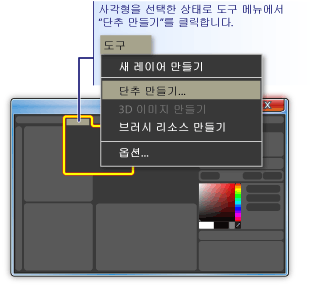 사각형을 선택한 상태로 도구 메뉴에서
“단추 만들기”를 클릭합니다.
도구
새 레이어 만들기
단추 만들기...
3D 이미지 만들기
브러시 리소스 만들기
옵션...
X